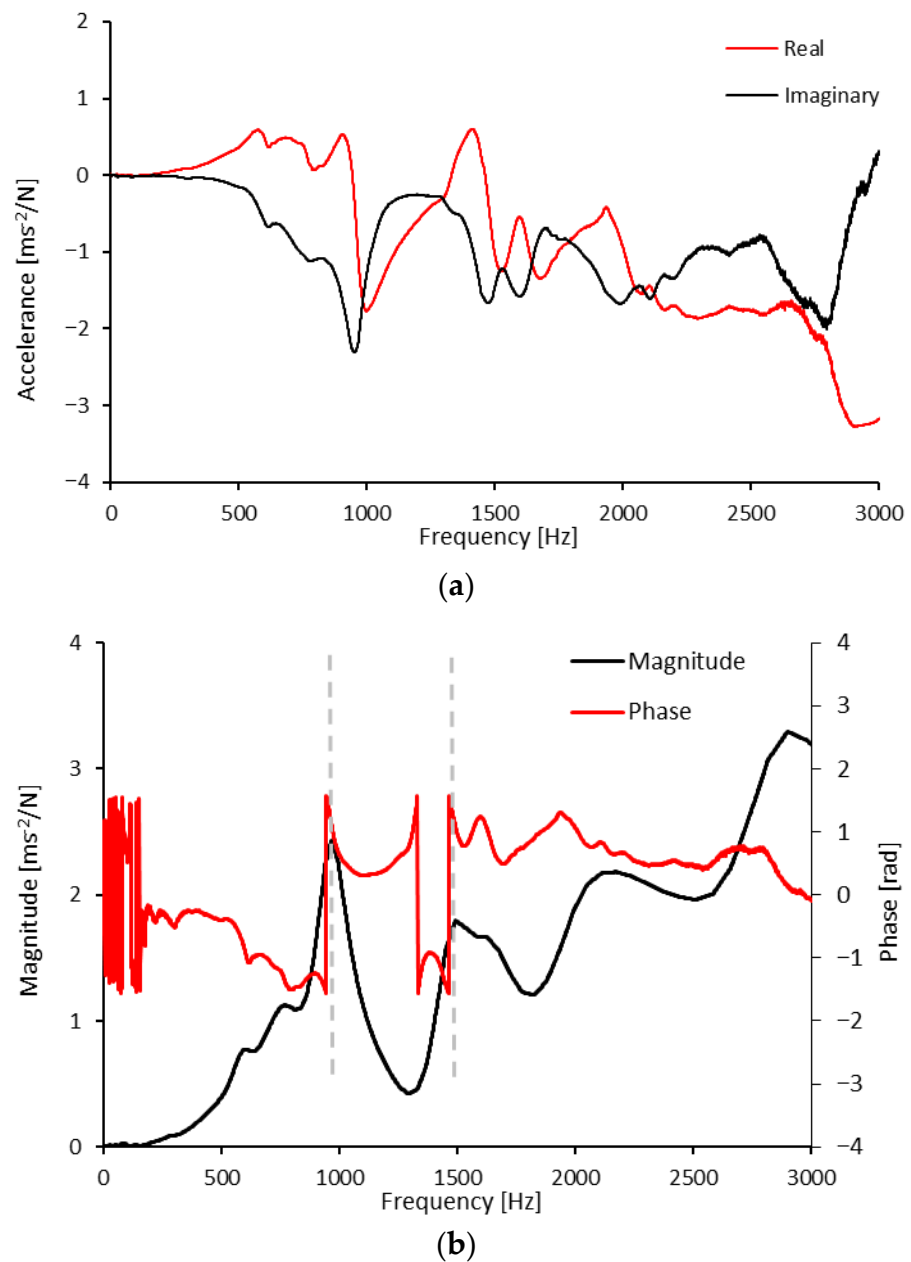 2
1
0
−1
−2
−3
−4
Accelerance [ms⁻²/N]
Real
Imaginary
0 500 1000 1500 2000 2500 3000
Frequency [Hz]
(a)
4
3
2
1
0
Magnitude [ms⁻²/N]
Magnitude
Phase
4
3
2
1
0
−1
−2
−3
−4
Phase [rad]
0 500 1000 1500 2000 2500 3000
Frequency [Hz]
(b)